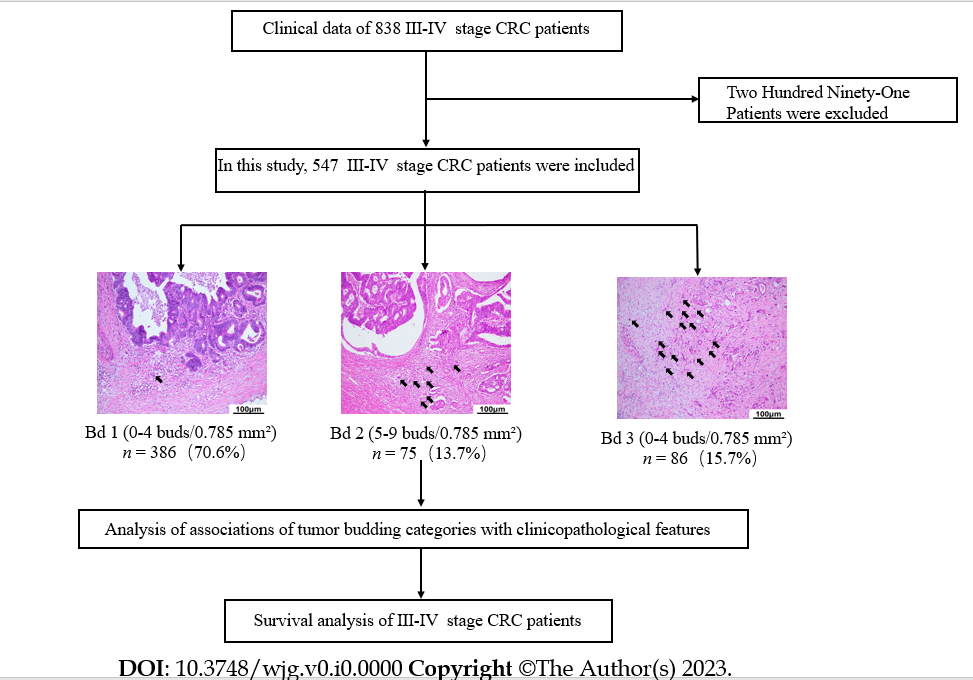 Clinical data of 838 III-IV stage CRC patients
Two Hundred Ninety-One
Patients were excluded
In this study, 547 III-IV stage CRC patients were included
100μm
100μm
100μm
Bd 1 (0-4 buds/0.785 mm²)
n = 386 (70.6%)
Bd 2 (5-9 buds/0.785 mm²)
n = 75 (13.7%)
Bd 3 (0-4 buds/0.785 mm²)
n = 86 (15.7%)
Analysis of associations of tumor budding categories with clinicopathological features
Survival analysis of III-IV stage CRC patients
DOI: 10.3748/wjg.v0.i0.0000 Copyright ©The Author(s) 2023.